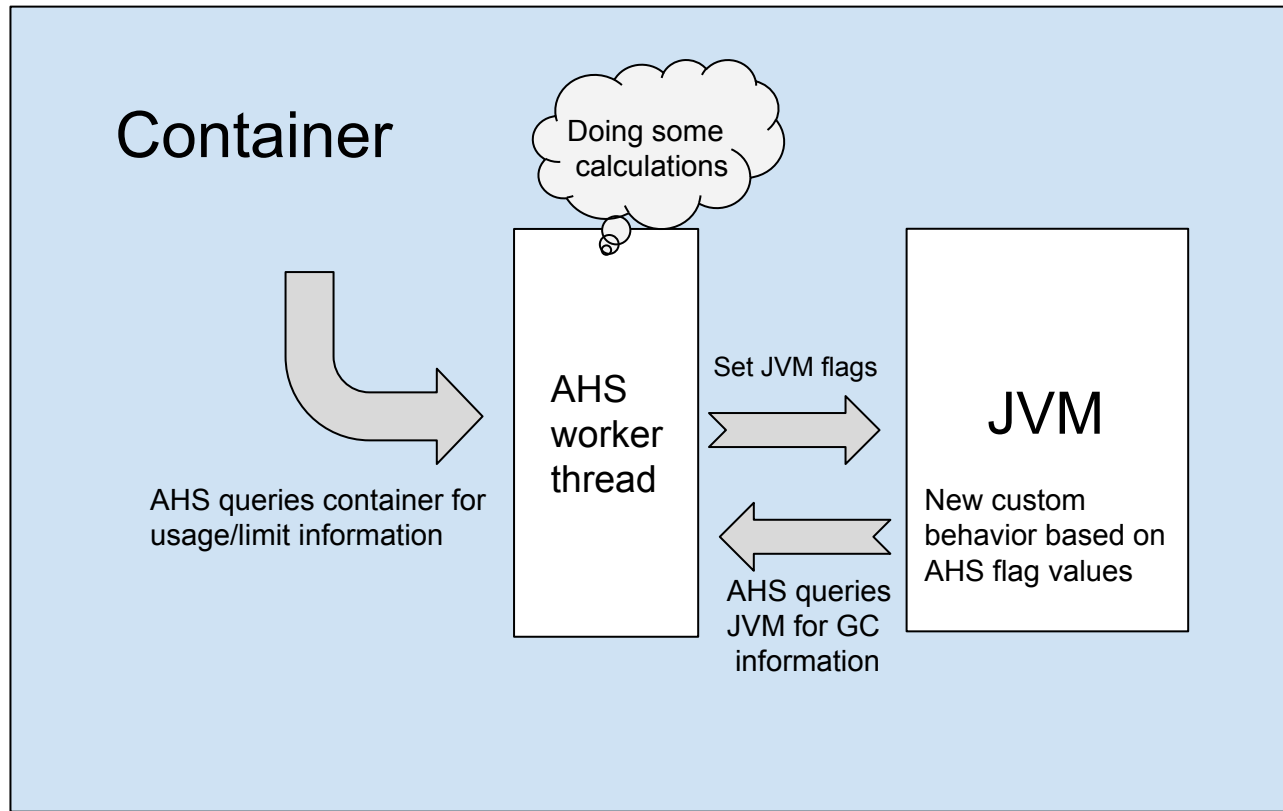 Container
Doing some
calculations
AHS
worker
thread
Set JVM flags
JVM
AHS queries container for
usage/limit information
New custom
behavior based on
AHS flag values
AHS queries
JVM for GC
information